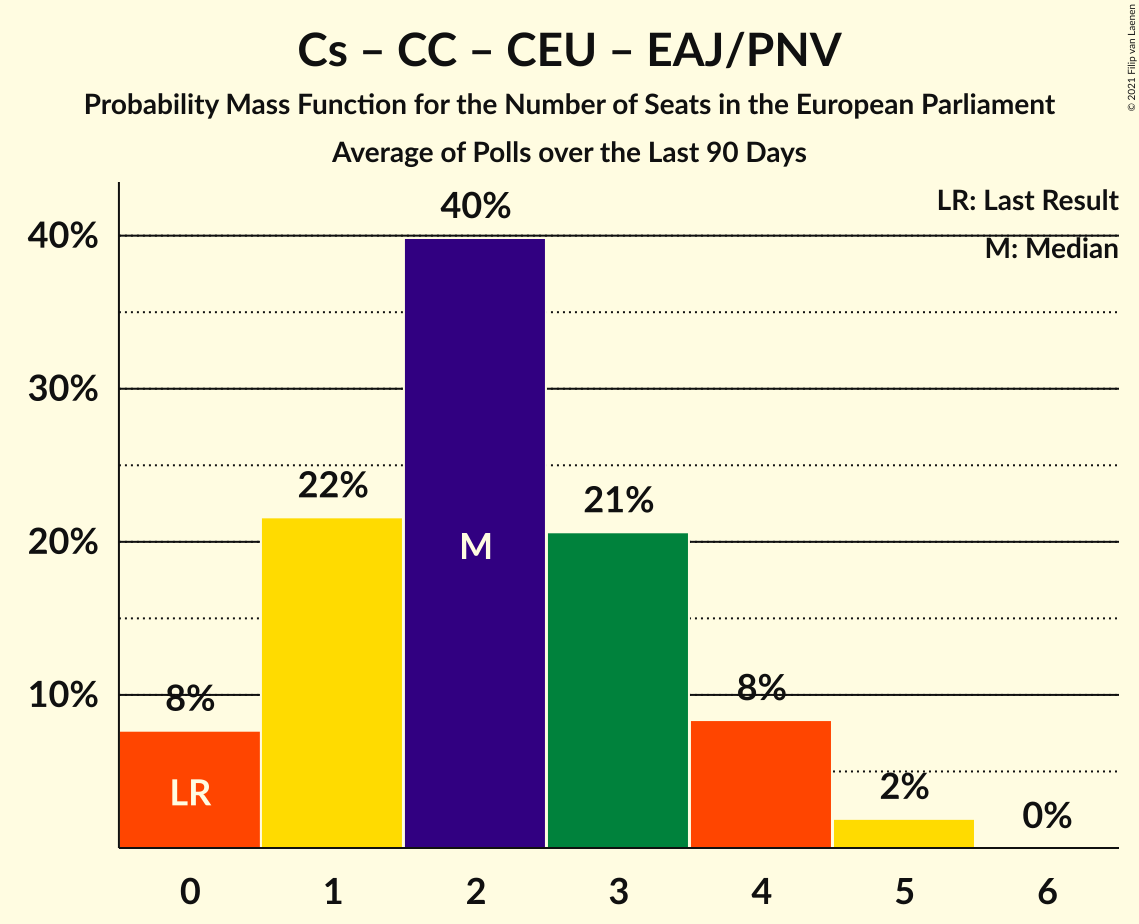 Cs – CC – CEU – EAJ/PNV
Probability Mass Function for the Number of Seats in the European Parliament
Average of Polls over the Last 90 Days
© 2021 Filip van Laenen
LR: Last Result
M: Median
40%
30%
20%
10%
8%
22%
40%
21%
8%
2%
0%
LR
M
0 1 2 3 4 5 6